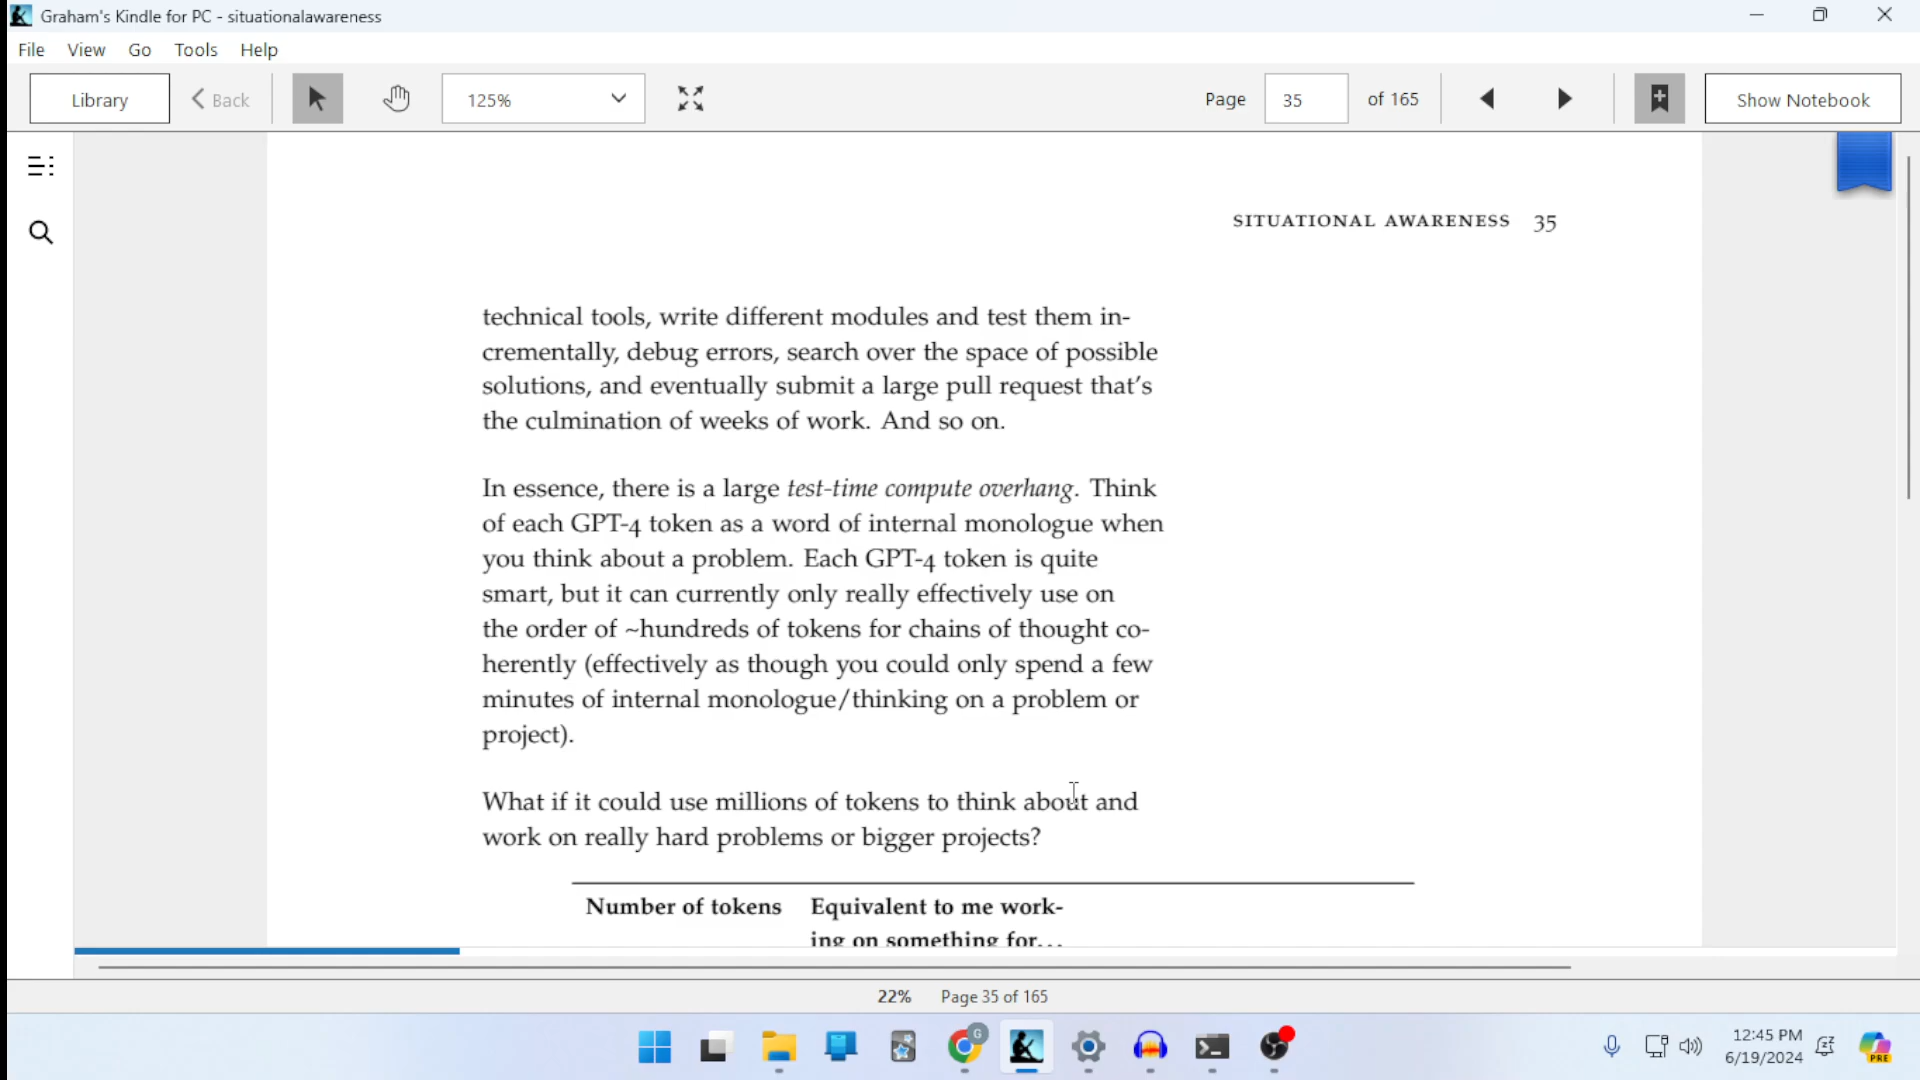 Graham's Kindle for PC - situationalawareness
File View Go Tools Help
Library Back 125% Page 35 of 165 Show Notebook
SITUATIONAL AWARENESS 35
technical tools, write different modules and test them in-
crementally, debug errors, search over the space of possible
solutions, and eventually submit a large pull request that's
the culmination of weeks of work. And so on.
In essence, there is a large test-time compute overhang. Think
of each GPT-4 token as a word of internal monologue when
you think about a problem. Each GPT-4 token is quite
smart, but it can currently only really effectively use on
the order of ~hundreds of tokens for chains of thought co-
herently (effectively as though you could only spend a few
minutes of internal monologue/thinking on a problem or
project).
What if it could use millions of tokens to think about and
work on really hard problems or bigger projects?
Number of tokens Equivalent to me work-
ing on something for...
22% Page 35 of 165
G
12:45 PM
6/19/2024
PRE